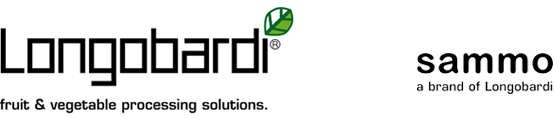 Longobardi®
fruit & vegetable processing solutions.
sammo
a brand of Longobardi